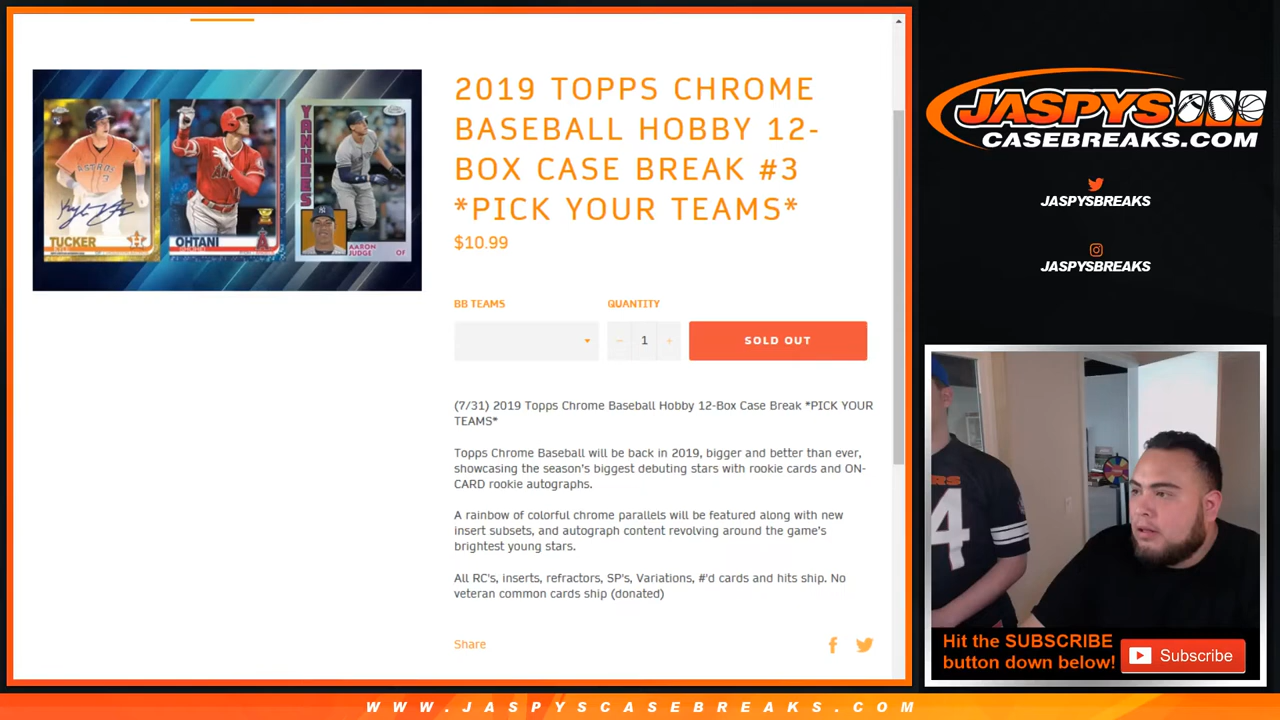 2019 TOPPS CHROME
BASEBALL HOBBY 12-
BOX CASE BREAK #3
*PICK YOUR TEAMS*
$10.99
BB TEAMS
QUANTITY
− 1 +
SOLD OUT
(7/31) 2019 Topps Chrome Baseball Hobby 12-Box Case Break *PICK YOUR
TEAMS*
Topps Chrome Baseball will be back in 2019, bigger and better than ever,
showcasing the season's biggest debuting stars with rookie cards and ON-
CARD rookie autographs.
A rainbow of colorful chrome parallels will be featured along with new
insert subsets, and autograph content revolving around the game's
brightest young stars.
All RC's, inserts, refractors, SP's, Variations, #'d cards and hits ship. No
veteran common cards ship (donated)
Share
ASTROS
3
TUCKER
OHTANI
YANKEES
AARON
JUDGE
OF
JASPYS
CASEBREAKS.COM
JASPYSBREAKS
JASPYSBREAKS
RS
4
Hit the SUBSCRIBE
button down below!
Subscribe
WWW.JASPYSCASEBREAKS.COM